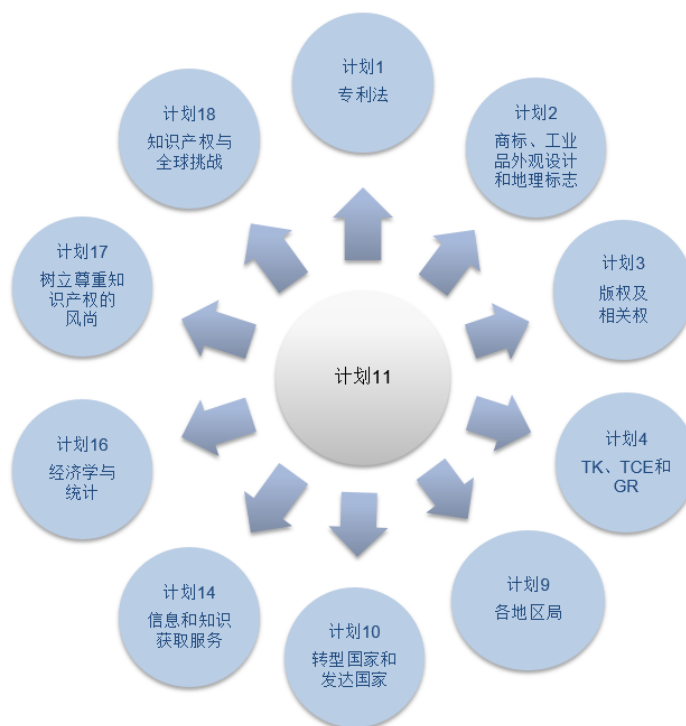 计划1
专利法
计划2
商标、工业
品外观设计
和地理标志
计划3
版权及
相关权
计划4
TK、TCE和
GR
计划9
各地区局
计划10
转型国家和
发达国家
计划14
信息和知识
获取服务
计划16
经济学与
统计
计划17
树立尊重知
识产权的
风尚
计划18
知识产权与
全球挑战
计划11